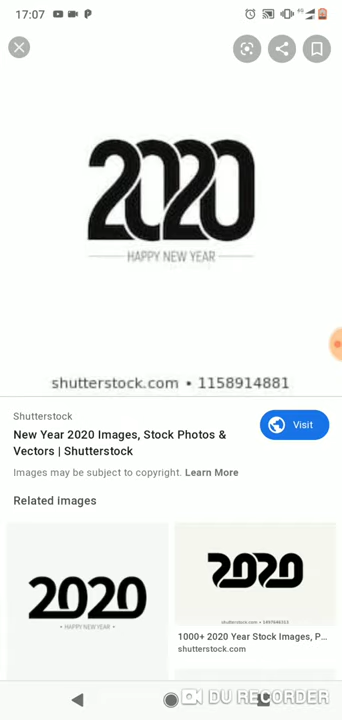 17:07
2020
HAPPY NEW YEAR
shutterstock.com • 1158914881
Shutterstock
Visit
New Year 2020 Images, Stock Photos &
Vectors | Shutterstock
Images may be subject to copyright. Learn More
Related images
2020
• HAPPY NEW YEAR •
2020
1000+ 2020 Year Stock Images, P...
shutterstock.com
DU RECORDER